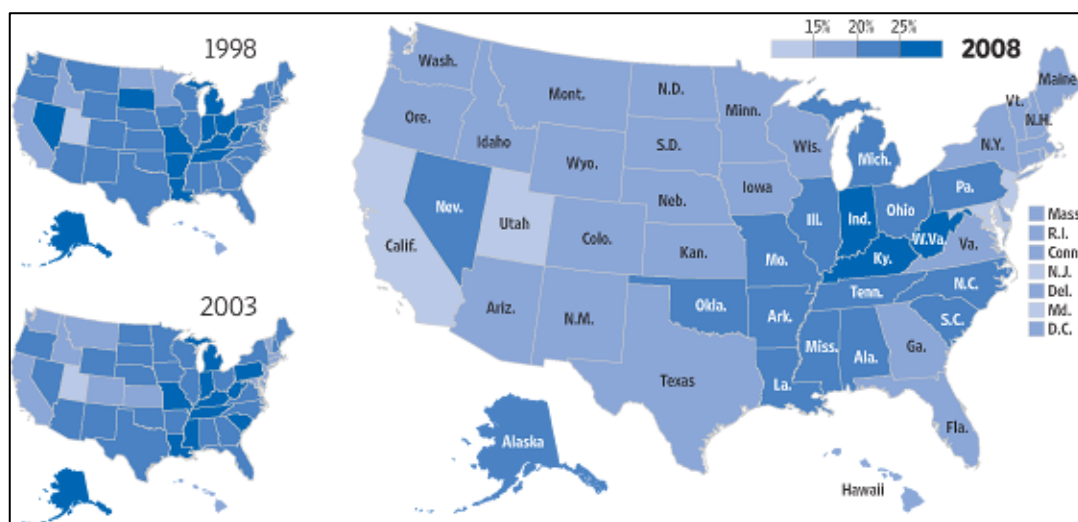 1998
2003
15% 20% 25%
2008
Wash.
Ore.
Calif.
Idaho
Nev.
Mont.
Wyo.
Utah
Ariz.
Colo.
N.M.
N.D.
S.D.
Neb.
Kan.
Okla.
Texas
Minn.
Iowa
Mo.
Ark.
La.
Wis.
Ill.
Mich.
Ind.
Ohio
Ky.
Tenn.
Miss.
Ala.
Ga.
Fla.
S.C.
N.C.
Va.
W.Va.
Pa.
N.Y.
Vt.
N.H.
Maine
Mass
R.I.
Conn
N.J.
Del.
Md.
D.C.
Alaska
Hawaii